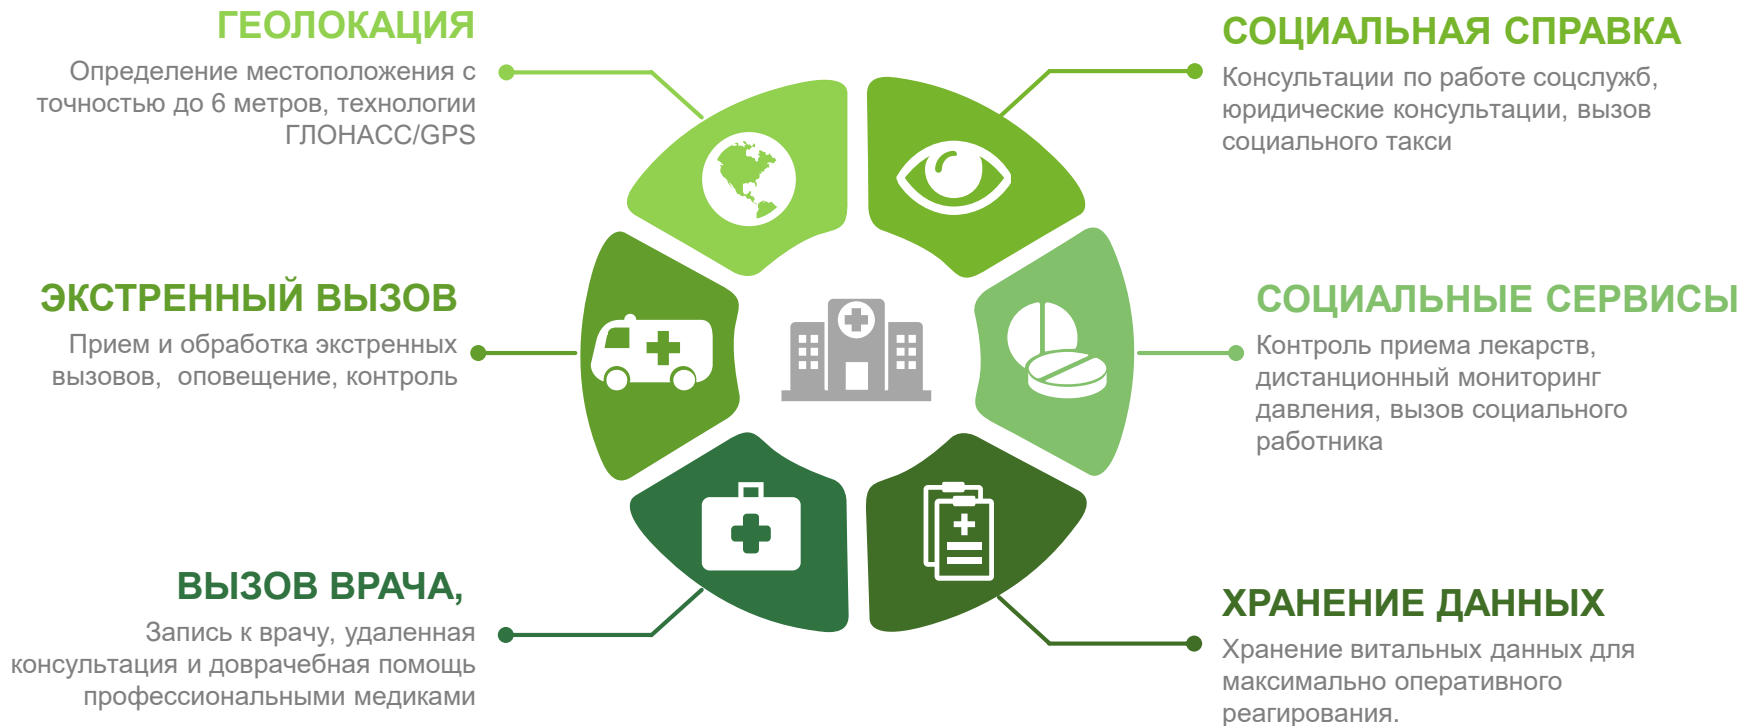 ГЕОЛОКАЦИЯ
Определение местоположения с
точностью до 6 метров, технологии
ГЛОНАСС/GPS
СОЦИАЛЬНАЯ СПРАВКА
Консультации по работе соцслужб,
юридические консультации, вызов
социального такси
ЭКСТРЕННЫЙ ВЫЗОВ
Прием и обработка экстренных
вызовов,  оповещение, контроль
СОЦИАЛЬНЫЕ СЕРВИСЫ
Контроль приема лекарств,
дистанционный мониторинг
давления, вызов социального
работника
ВЫЗОВ ВРАЧА,
Запись к врачу, удаленная
консультация и доврачебная помощь
профессиональными медиками
ХРАНЕНИЕ ДАННЫХ
Хранение витальных данных для
максимально оперативного
реагирования.